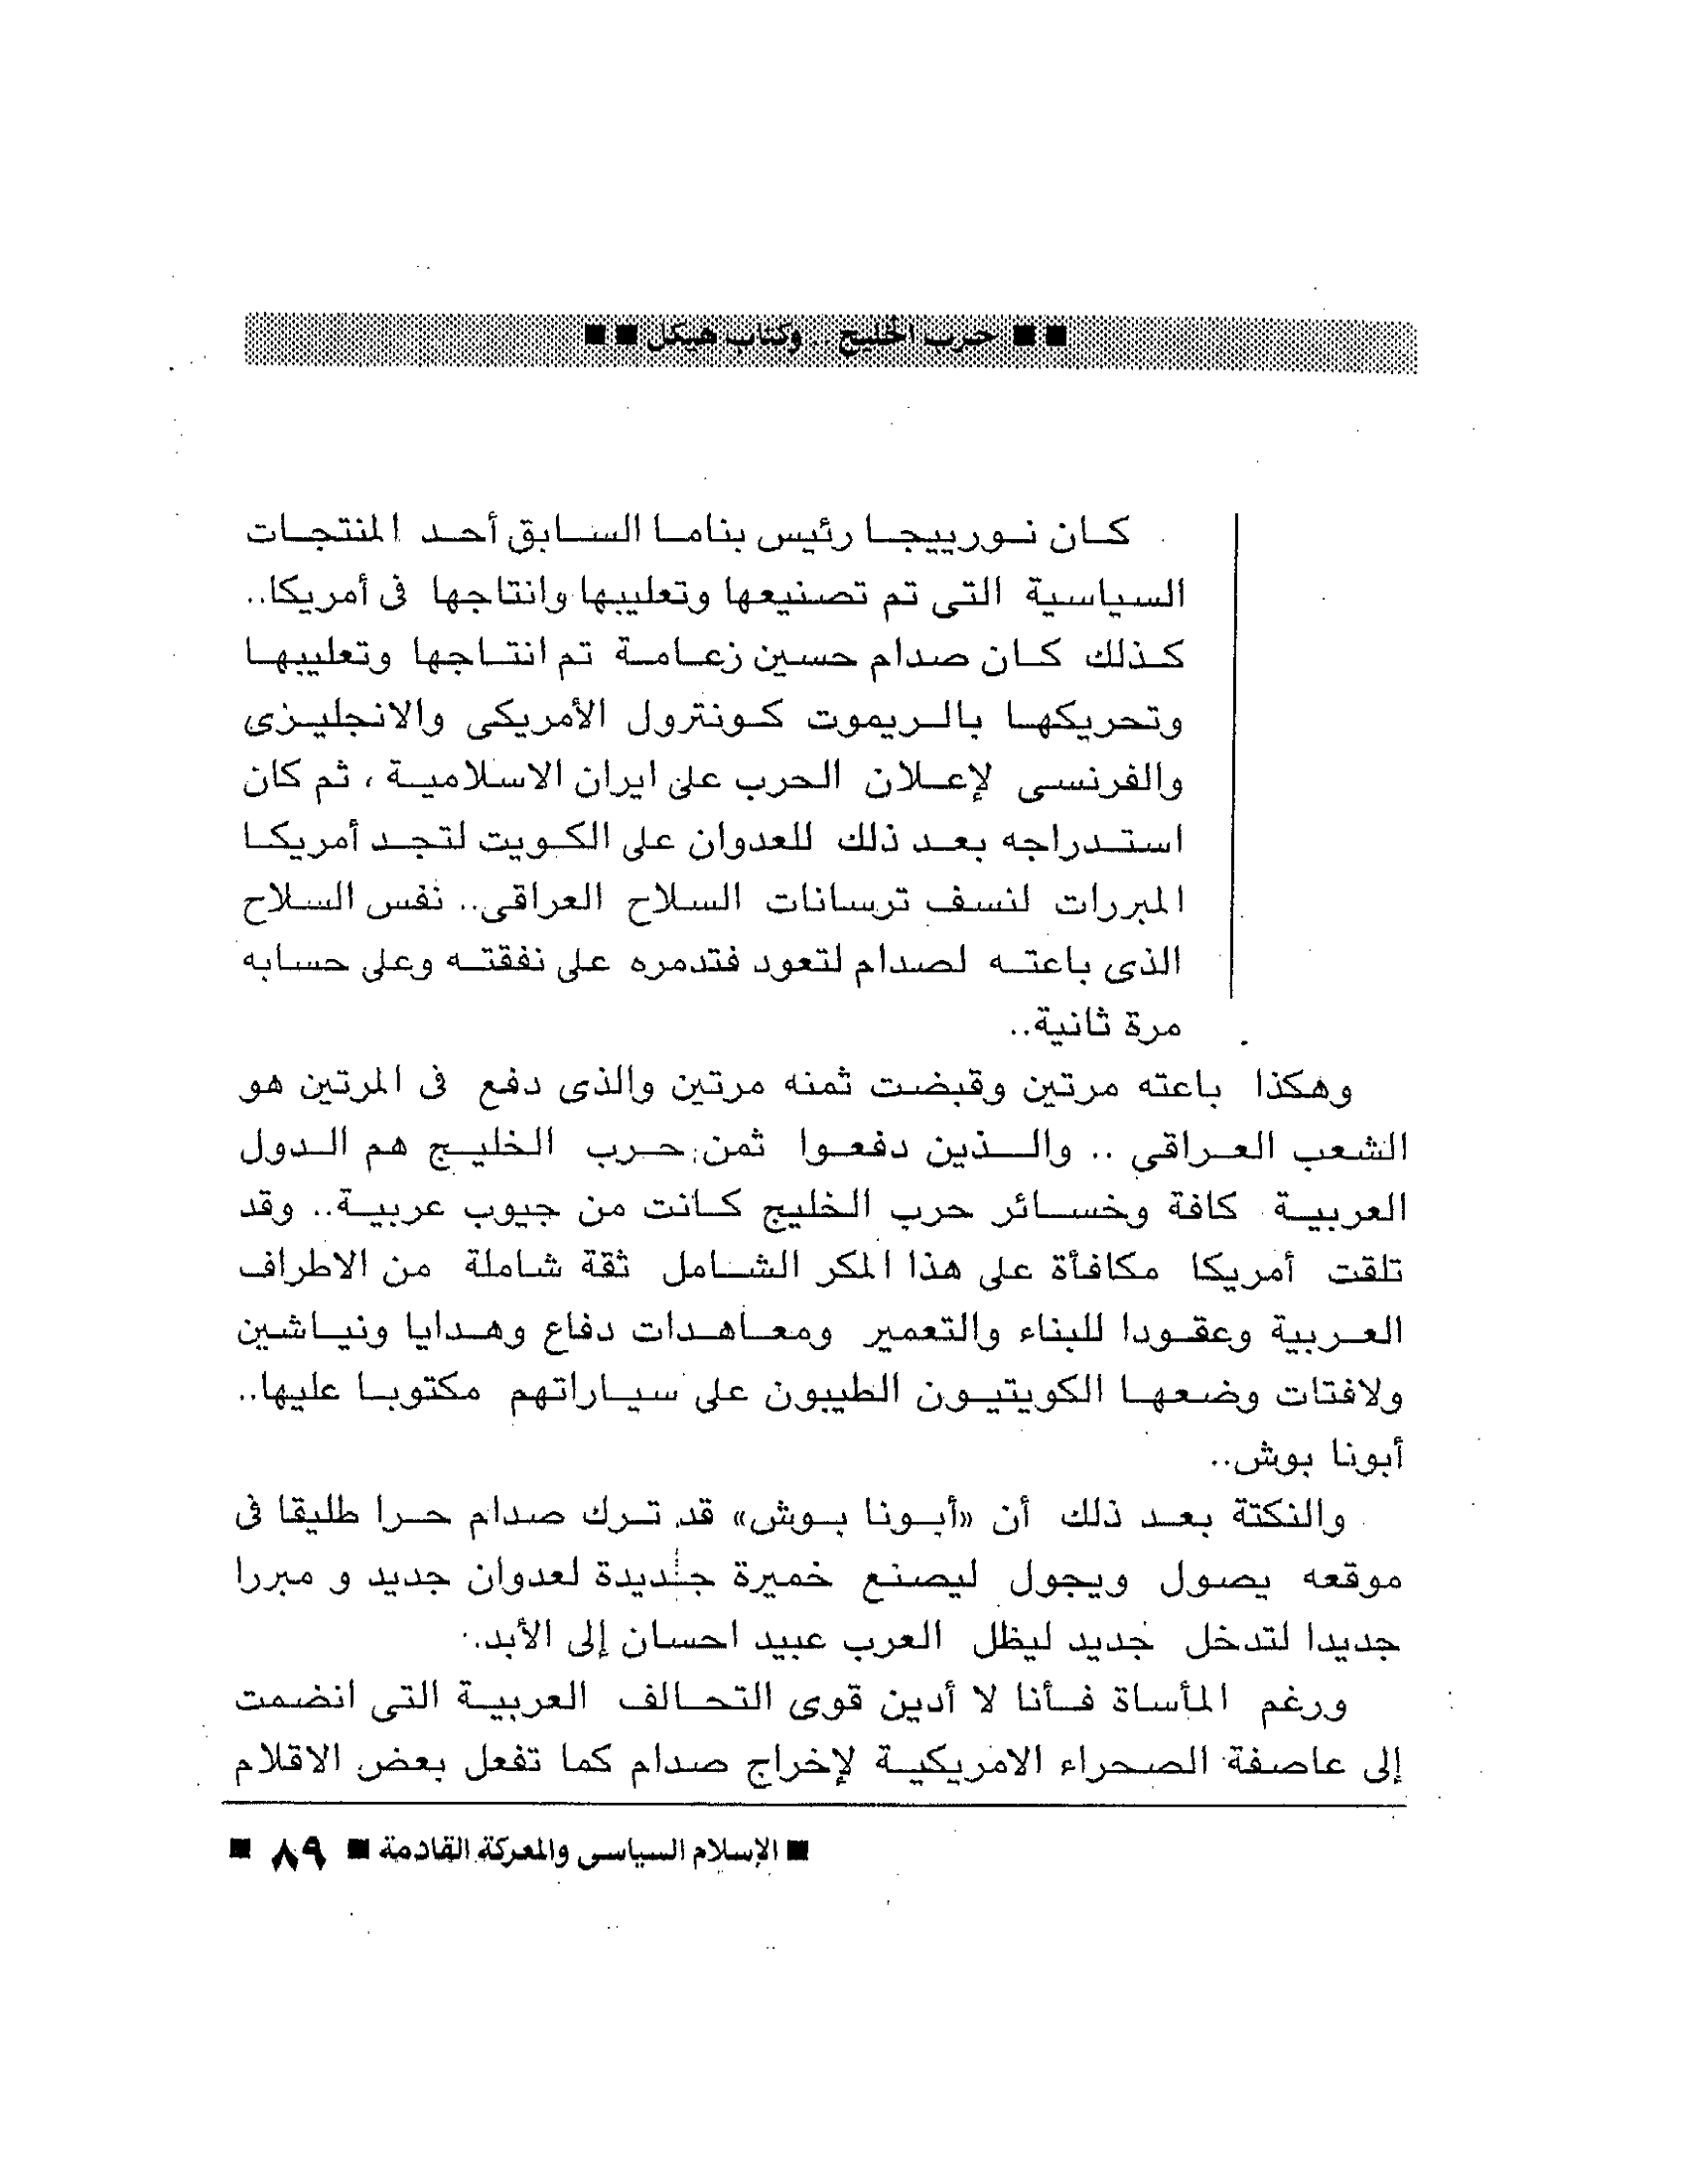 ■ ■ حرب الخليج .. وكتاب هيكل ■ ■
كان نورييجا رئيس بناما السابق أحد المنتجات
السياسية التى تم تصنيعها وتعليبها وانتاجها فى أمريكا..
كذلك كان صدام حسين زعامة تم انتاجها وتعليبها
وتحريكها بالريموت كونترول الأمريكى والانجليزى
والفرنسى لإعلان الحرب على ايران الاسلامية ، ثم كان
استدراجه بعد ذلك للعدوان على الكويت لتجد أمريكا
المبررات لنسف ترسانات السلاح العراقى.. نفس السلاح
الذى باعته لصدام لتعود فتدمره على نفقته وعلى حسابه
مرة ثانية..
وهكذا باعته مرتين وقبضت ثمنه مرتين والذى دفع فى المرتين هو
الشعب العراقى .. والذين دفعوا ثمن حرب الخليج هم الدول
العربية كافة وخسائر حرب الخليج كانت من جيوب عربية.. وقد
تلقت أمريكا مكافأة على هذا المكر الشامل ثقة شاملة من الاطراف
العربية وعقودا للبناء والتعمير ومعاهدات دفاع وهدايا ونياشين
ولافتات وضعها الكويتيون الطيبون على سياراتهم مكتوبا عليها..
أبونا بوش..
والنكتة بعد ذلك أن «أبونا بوش» قد ترك صدام حرا طليقا فى
موقعه يصول ويجول ليصنع خميرة جديدة لعدوان جديد و مبررا
جديدا لتدخل جديد ليظل العرب عبيد احسان إلى الأبد.
ورغم المأساة فأنا لا أدين قوى التحالف العربية التى انضمت
إلى عاصفة الصحراء الامريكية لإخراج صدام كما تفعل بعض الاقلام
■ الإسلام السياسى والمعركة القادمة ■ ٨٩ ■